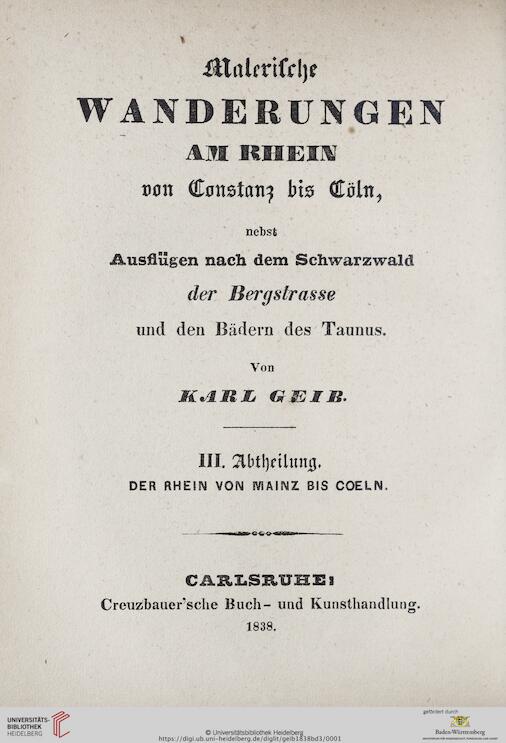 Malerische
WANDERUNGEN
AM RHEIN
von Constanz bis Cöln,
nebst
Ausflügen nach dem Schwarzwald
der Bergstrasse
und den Bädern des Taunus.
Von
KARL GEIB.
III. Abtheilung.
DER RHEIN VON MAINZ BIS COELN.
CARLSRUHE:
Creuzbauer'sche Buch- und Kunsthandlung.
1838.
UNIVERSITÄTS-
BIBLIOTHEK
HEIDELBERG
© Universitätsbibliothek Heidelberg
https://digi.ub.uni-heidelberg.de/diglit/geib1838bd3/0001
gefördert durch
Baden-Württemberg